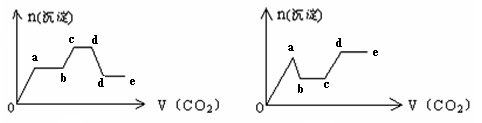 n(沉淀)
c d
a
b d e
0 V (CO₂)
n(沉淀)
a d e
b c
0 V (CO₂)